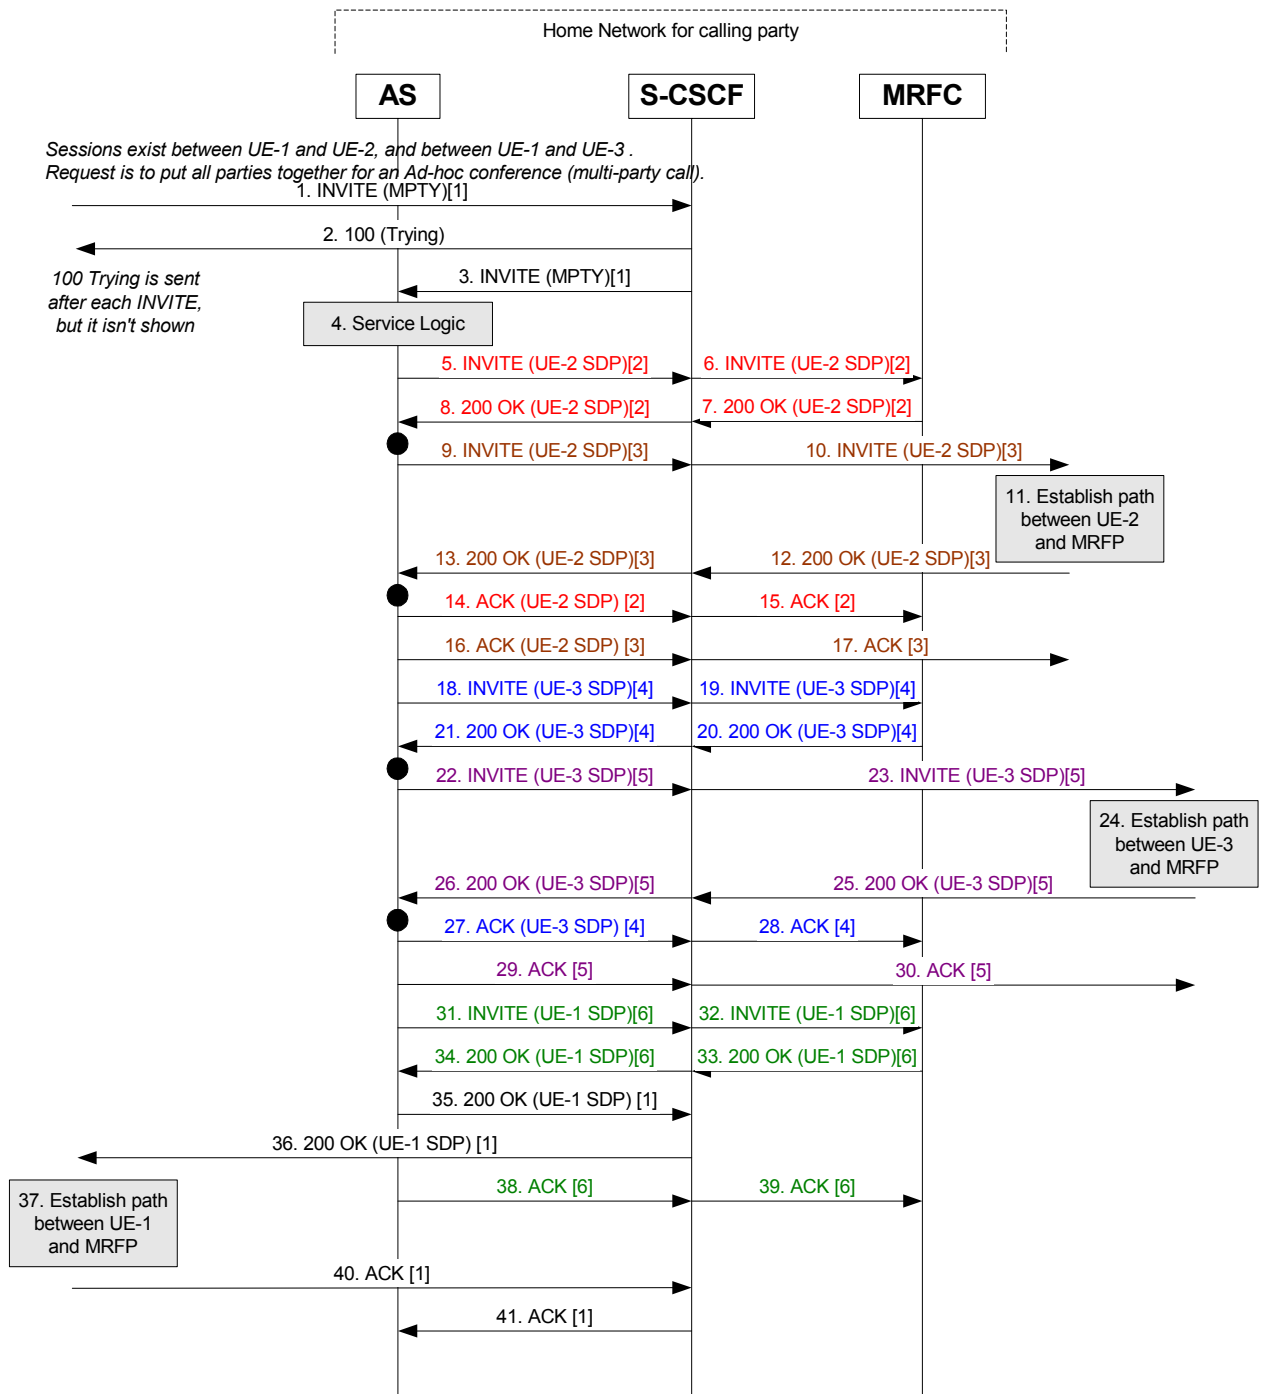 Home Network for calling party
AS
S-CSCF
MRFC
Sessions exist between UE-1 and UE-2, and between UE-1 and UE-3 .
Request is to put all parties together for an Ad-hoc conference (multi-party call).
1. INVITE (MPTY)[1]
2. 100 (Trying)
100 Trying is sent
after each INVITE,
but it isn't shown
3. INVITE (MPTY)[1]
4. Service Logic
5. INVITE (UE-2 SDP)[2]
6. INVITE (UE-2 SDP)[2]
8. 200 OK (UE-2 SDP)[2]
7. 200 OK (UE-2 SDP)[2]
9. INVITE (UE-2 SDP)[3]
10. INVITE (UE-2 SDP)[3]
11. Establish path
between UE-2
and MRFP
13. 200 OK (UE-2 SDP)[3]
12. 200 OK (UE-2 SDP)[3]
14. ACK (UE-2 SDP) [2]
15. ACK [2]
16. ACK (UE-2 SDP) [3]
17. ACK [3]
18. INVITE (UE-3 SDP)[4]
19. INVITE (UE-3 SDP)[4]
21. 200 OK (UE-3 SDP)[4]
20. 200 OK (UE-3 SDP)[4]
22. INVITE (UE-3 SDP)[5]
23. INVITE (UE-3 SDP)[5]
24. Establish path
between UE-3
and MRFP
26. 200 OK (UE-3 SDP)[5]
25. 200 OK (UE-3 SDP)[5]
27. ACK (UE-3 SDP) [4]
28. ACK [4]
29. ACK [5]
30. ACK [5]
31. INVITE (UE-1 SDP)[6]
32. INVITE (UE-1 SDP)[6]
34. 200 OK (UE-1 SDP)[6]
33. 200 OK (UE-1 SDP)[6]
35. 200 OK (UE-1 SDP) [1]
36. 200 OK (UE-1 SDP) [1]
37. Establish path
between UE-1
and MRFP
38. ACK [6]
39. ACK [6]
40. ACK [1]
41. ACK [1]